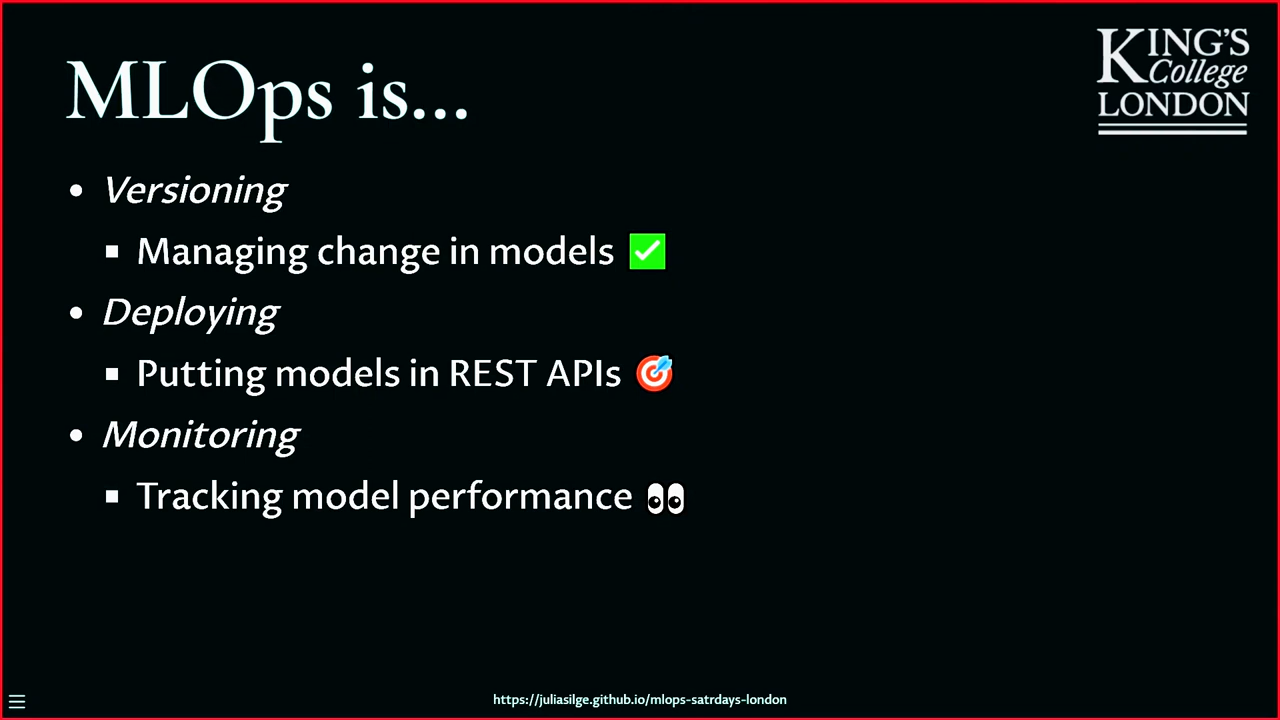 MLOps is...
KING'S
College
LONDON
• Versioning
▪ Managing change in models ✅
• Deploying
▪ Putting models in REST APIs 🎯
• Monitoring
▪ Tracking model performance 👀
https://juliasilge.github.io/mlops-satrdays-london